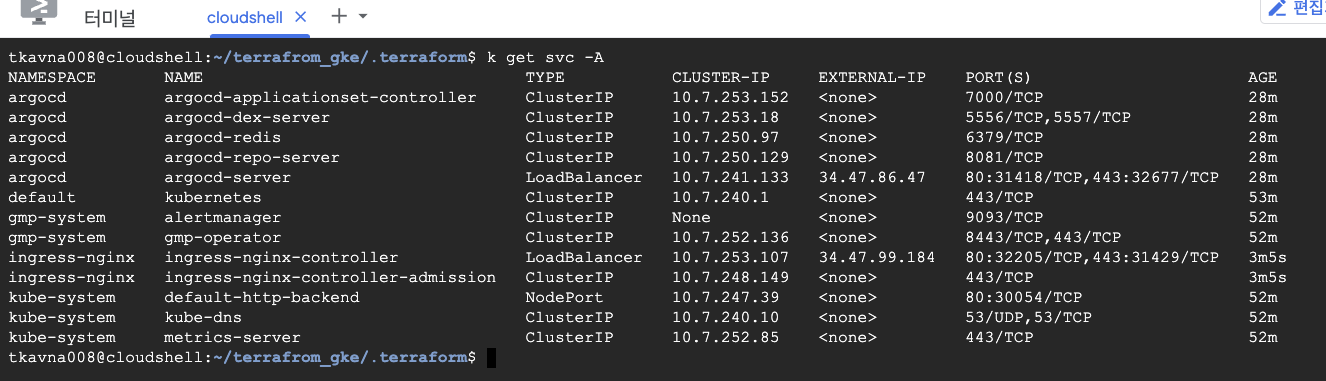 터미널 cloudshell × + 편집
tkavna008@cloudshell:~/terrafrom_gke/.terraform$ k get svc -A
NAMESPACE NAME TYPE CLUSTER-IP EXTERNAL-IP PORT(S) AGE
argocd argocd-applicationset-controller ClusterIP 10.7.253.152 <none> 7000/TCP 28m
argocd argocd-dex-server ClusterIP 10.7.253.18 <none> 5556/TCP,5557/TCP 28m
argocd argocd-redis ClusterIP 10.7.250.97 <none> 6379/TCP 28m
argocd argocd-repo-server ClusterIP 10.7.250.129 <none> 8081/TCP 28m
argocd argocd-server LoadBalancer 10.7.241.133 34.47.86.47 80:31418/TCP,443:32677/TCP 28m
default kubernetes ClusterIP 10.7.240.1 <none> 443/TCP 53m
gmp-system alertmanager ClusterIP None <none> 9093/TCP 52m
gmp-system gmp-operator ClusterIP 10.7.252.136 <none> 8443/TCP,443/TCP 52m
ingress-nginx ingress-nginx-controller LoadBalancer 10.7.253.107 34.47.99.184 80:32205/TCP,443:31429/TCP 3m5s
ingress-nginx ingress-nginx-controller-admission ClusterIP 10.7.248.149 <none> 443/TCP 3m5s
kube-system default-http-backend NodePort 10.7.247.39 <none> 80:30054/TCP 52m
kube-system kube-dns ClusterIP 10.7.240.10 <none> 53/UDP,53/TCP 52m
kube-system metrics-server ClusterIP 10.7.252.85 <none> 443/TCP 52m
tkavna008@cloudshell:~/terrafrom_gke/.terraform$